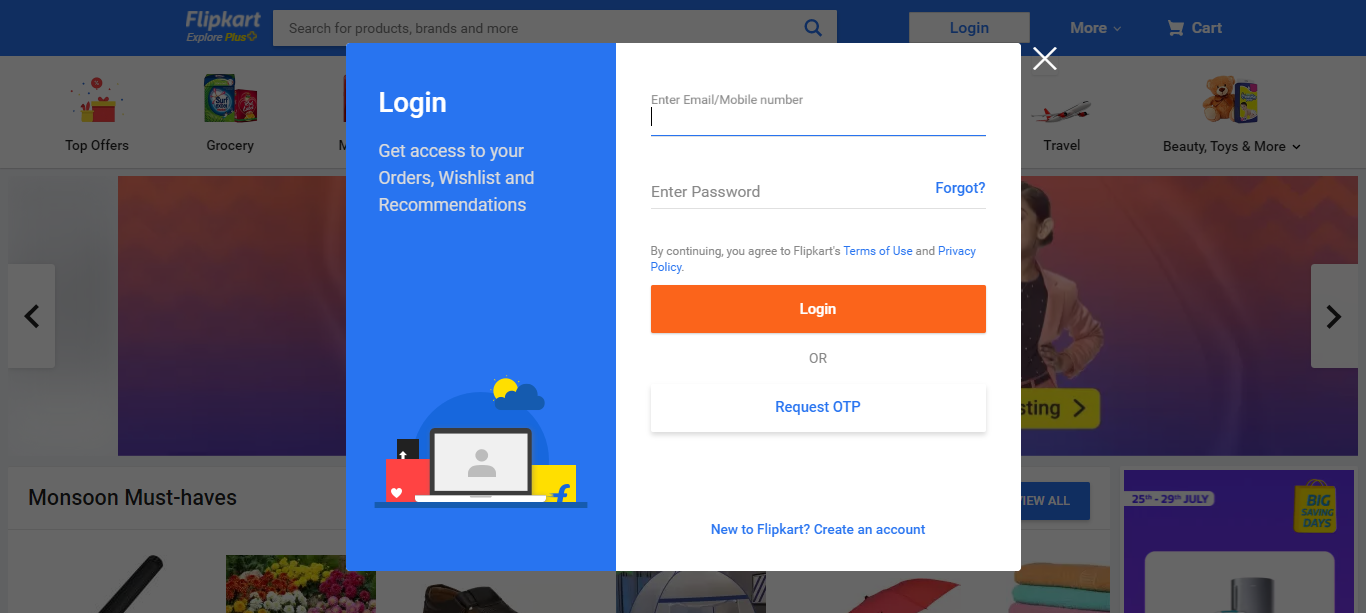 Flipkart
Explore Plus
Search for products, brands and more
Login
More
Cart
Top Offers
Grocery
M
Travel
Beauty, Toys & More
Login
Get access to your
Orders, Wishlist and
Recommendations
Enter Email/Mobile number
Enter Password
Forgot?
By continuing, you agree to Flipkart's Terms of Use and Privacy
Policy.
Login
OR
Request OTP
New to Flipkart? Create an account
sting
Monsoon Must-haves
VIEW ALL
25th - 29th JULY
BIG
SAVING
DAYS